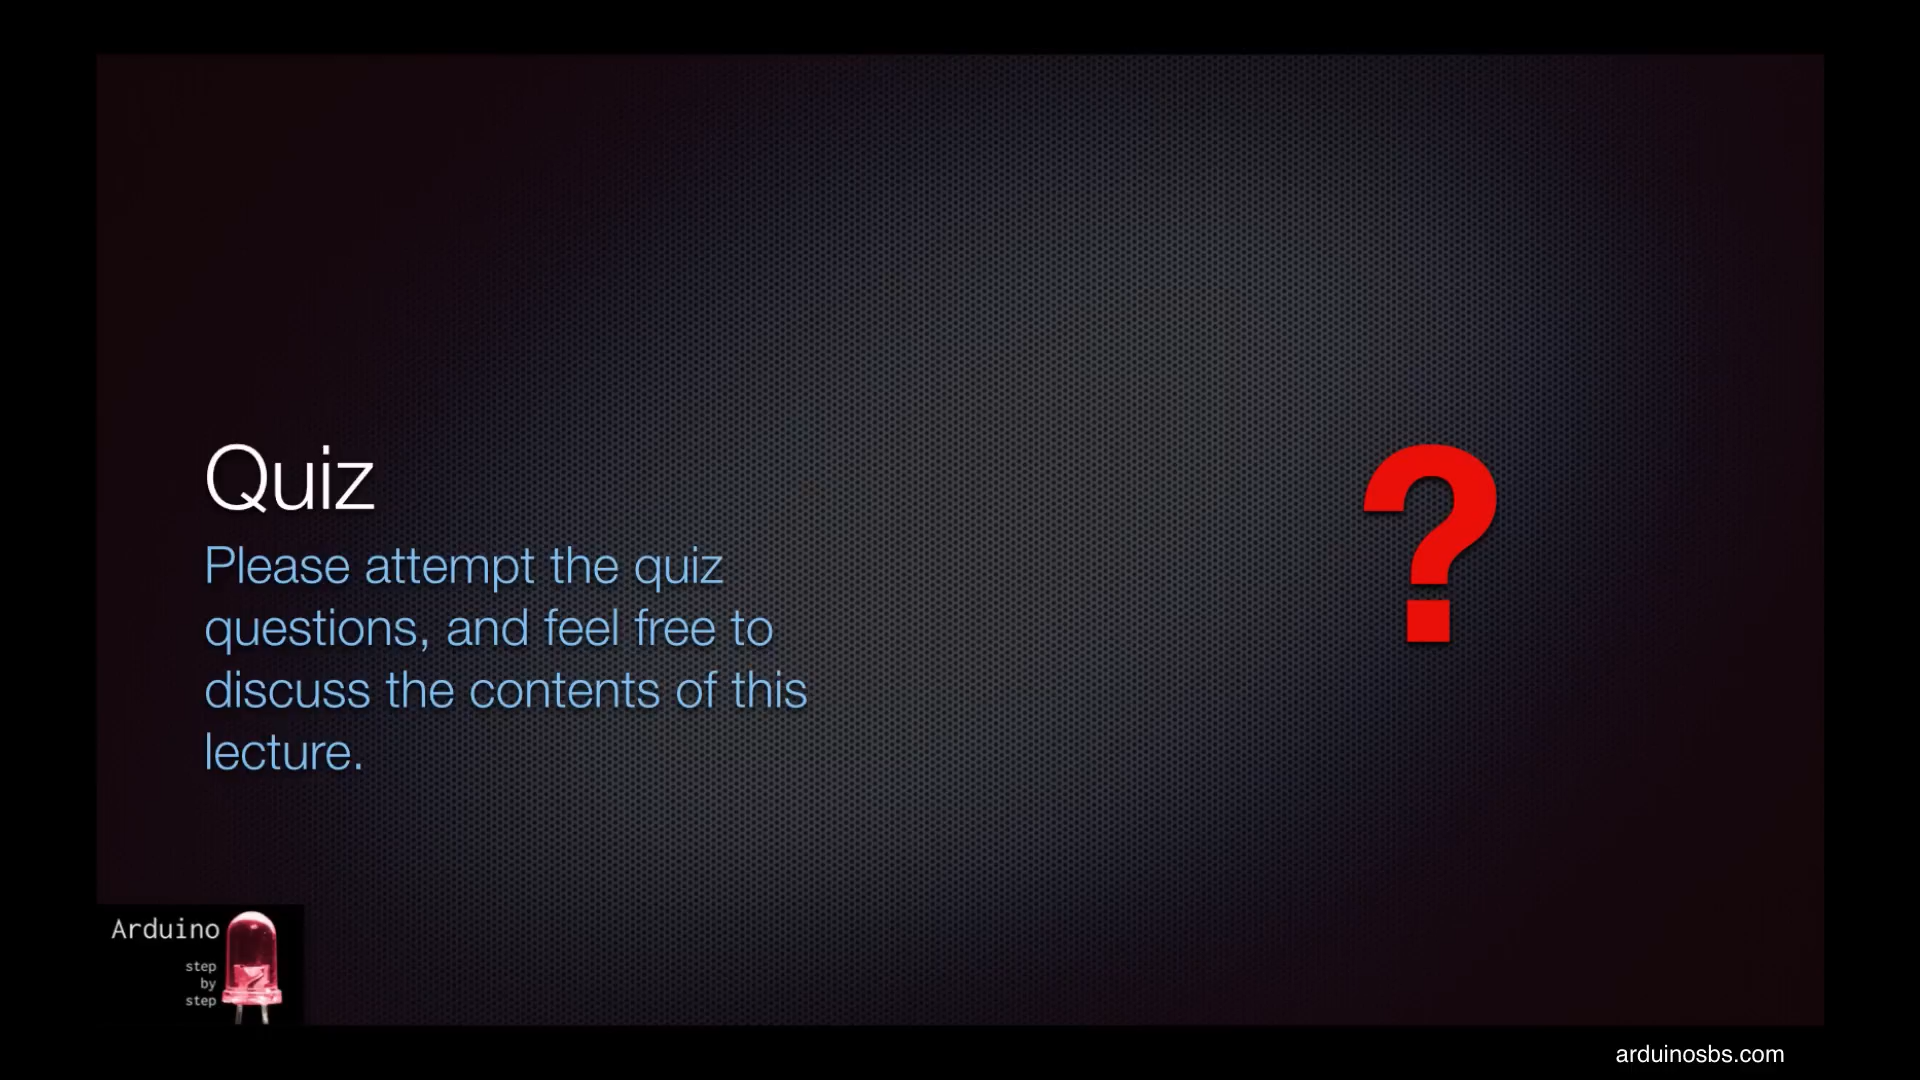 Quiz
Please attempt the quiz
questions, and feel free to
discuss the contents of this
lecture.
?
Arduino
step
by
step
arduinosbs.com